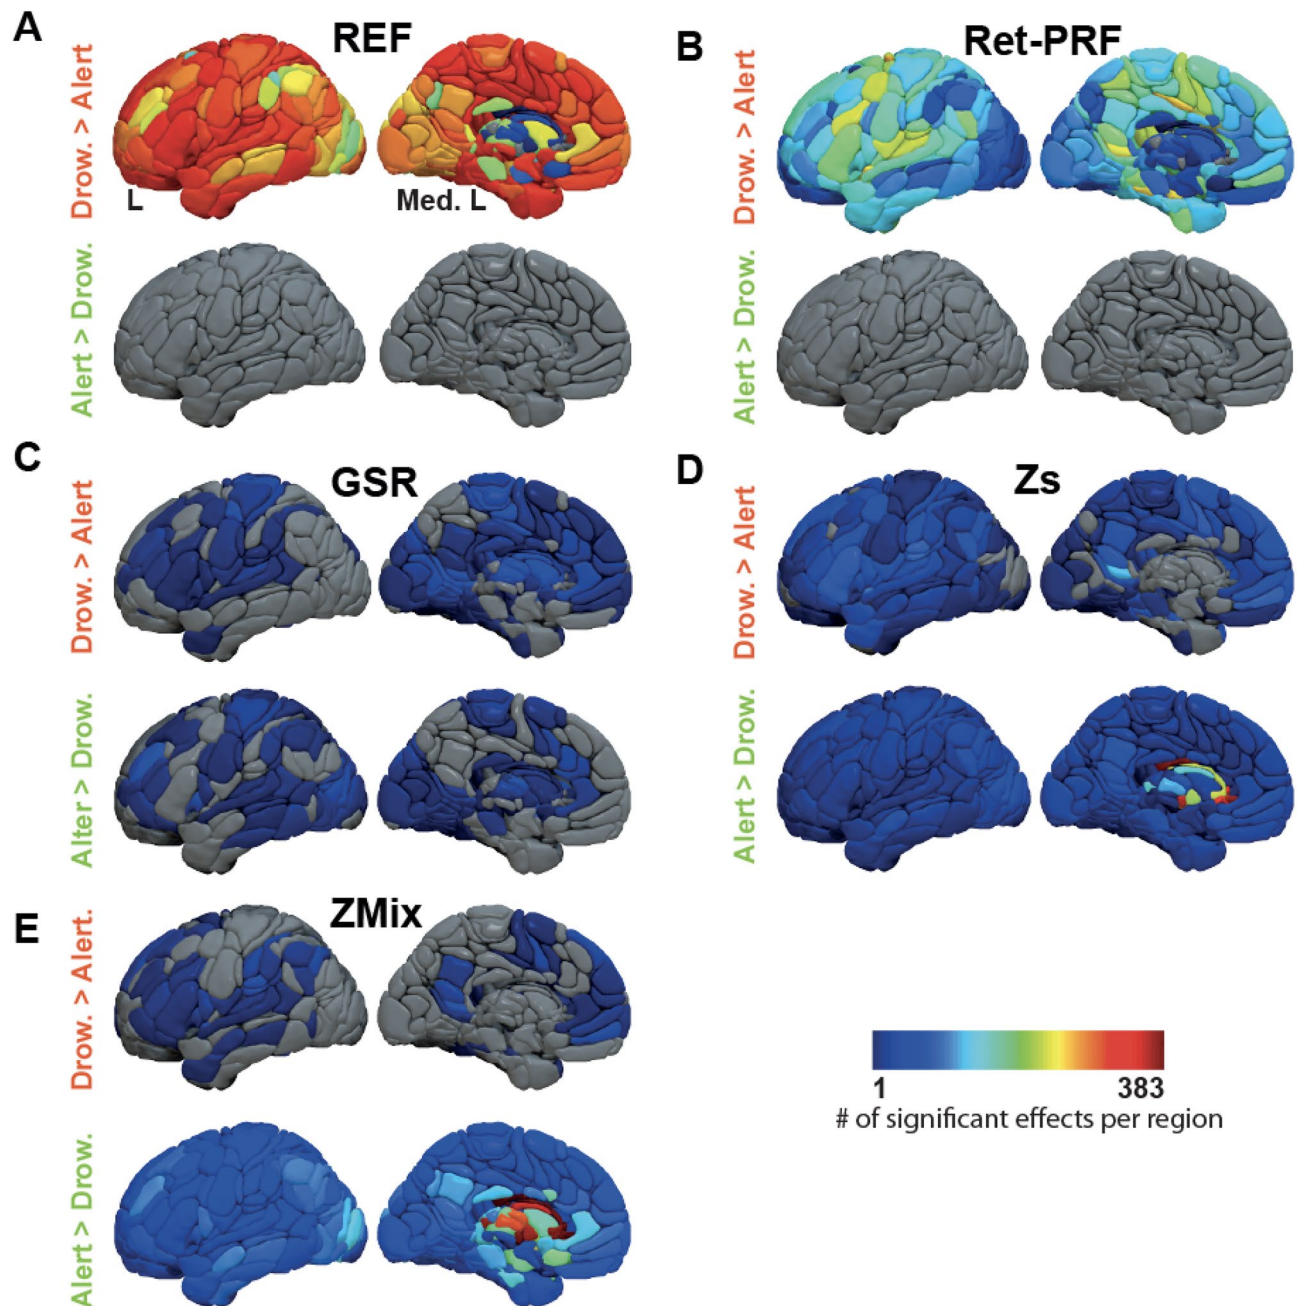 A
REF
Drow. > Alert
L
Med. L
Alert > Drow.
B
Ret-PRF
Drow. > Alert
Alert > Drow.
C
GSR
Drow. > Alert
Alter > Drow.
D
Zs
Drow. > Alert
Alert > Drow.
E
ZMix
Drow. > Alert.
Alert > Drow.
1
383
# of significant effects per region